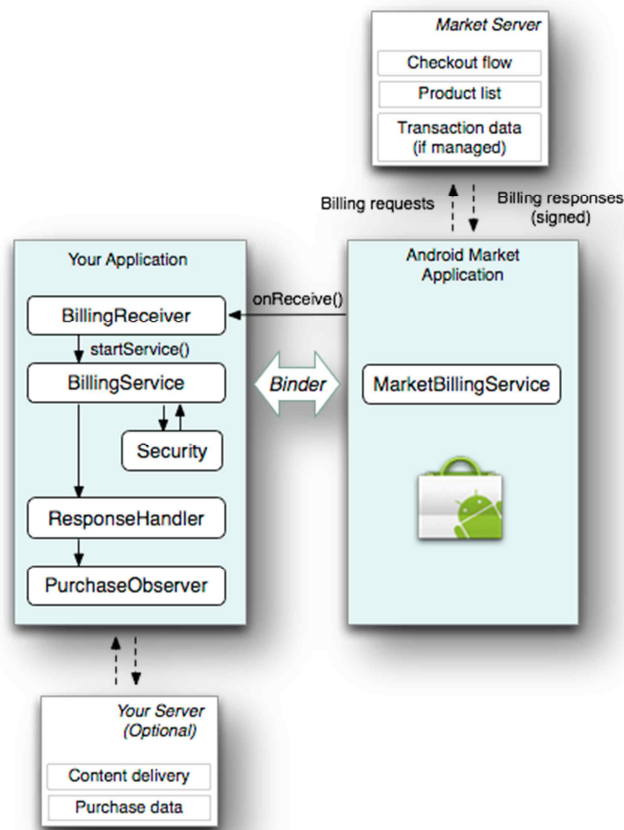 Market Server
Checkout flow
Product list
Transaction data
(if managed)
Billing requests
Billing responses
(signed)
Your Application
Android Market
Application
onReceive()
BillingReceiver
startService()
BillingService
Binder
MarketBillingService
Security
ResponseHandler
PurchaseObserver
Your Server
(Optional)
Content delivery
Purchase data